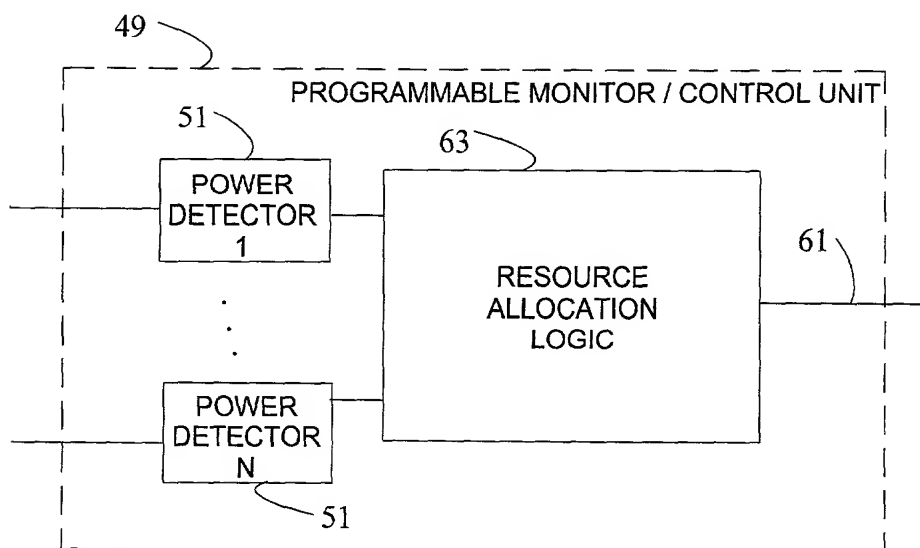 49
PROGRAMMABLE MONITOR / CONTROL UNIT
51
63
POWER
DETECTOR
1
61
RESOURCE
ALLOCATION
LOGIC
POWER
DETECTOR
N
51